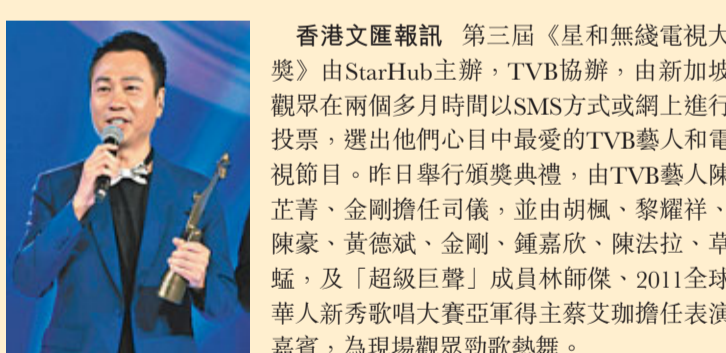 香港文匯報訊 第三屆《星和無綫電視大
獎》由StarHub主辦，TVB協辦，由新加坡
觀眾在兩個多月時間以SMS方式或網上進行
投票，選出他們心目中最愛的TVB藝人和電
視節目。昨日舉行頒獎典禮，由TVB藝人陳
芷菁、金剛擔任司儀，並由胡楓、黎耀祥、
陳豪、黃德斌、金剛、鍾嘉欣、陳法拉、草
蜢，及「超級巨聲」成員林師傑、2011全球
華人新秀歌唱大賽亞軍得主蔡艾珈擔任表演
嘉賓，為現場觀眾勁歌熱舞。